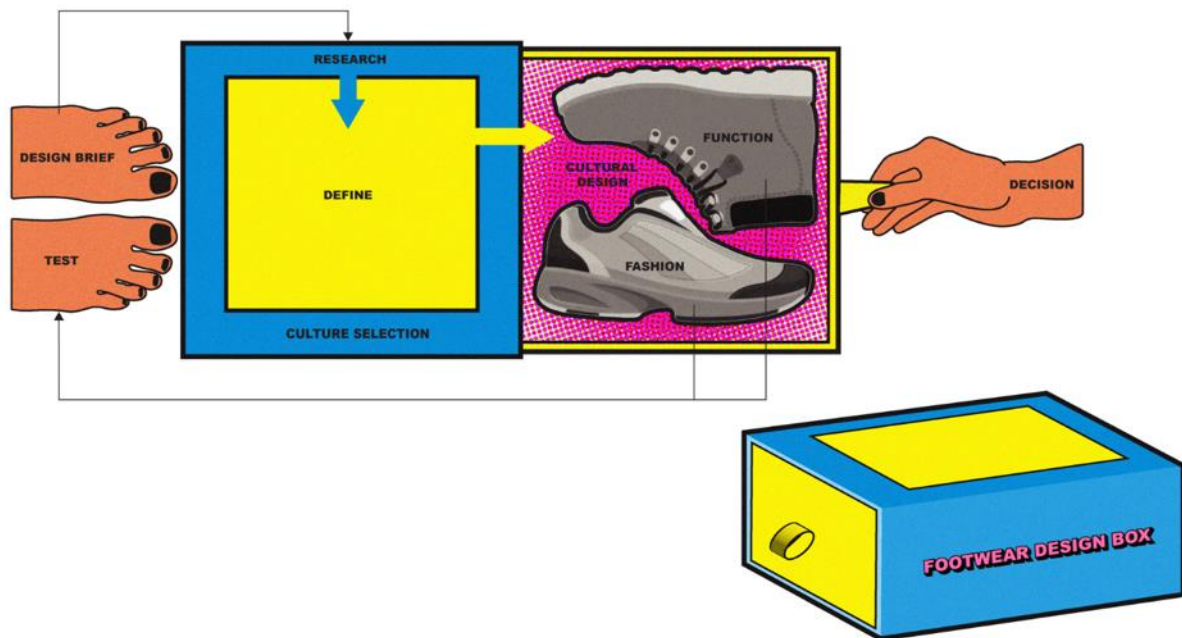 RESEARCH
DESIGN BRIEF
FUNCTION
CULTURAL
DESIGN
DECISION
DEFINE
TEST
FASHION
CULTURE SELECTION
FOOTWEAR DESIGN BOX